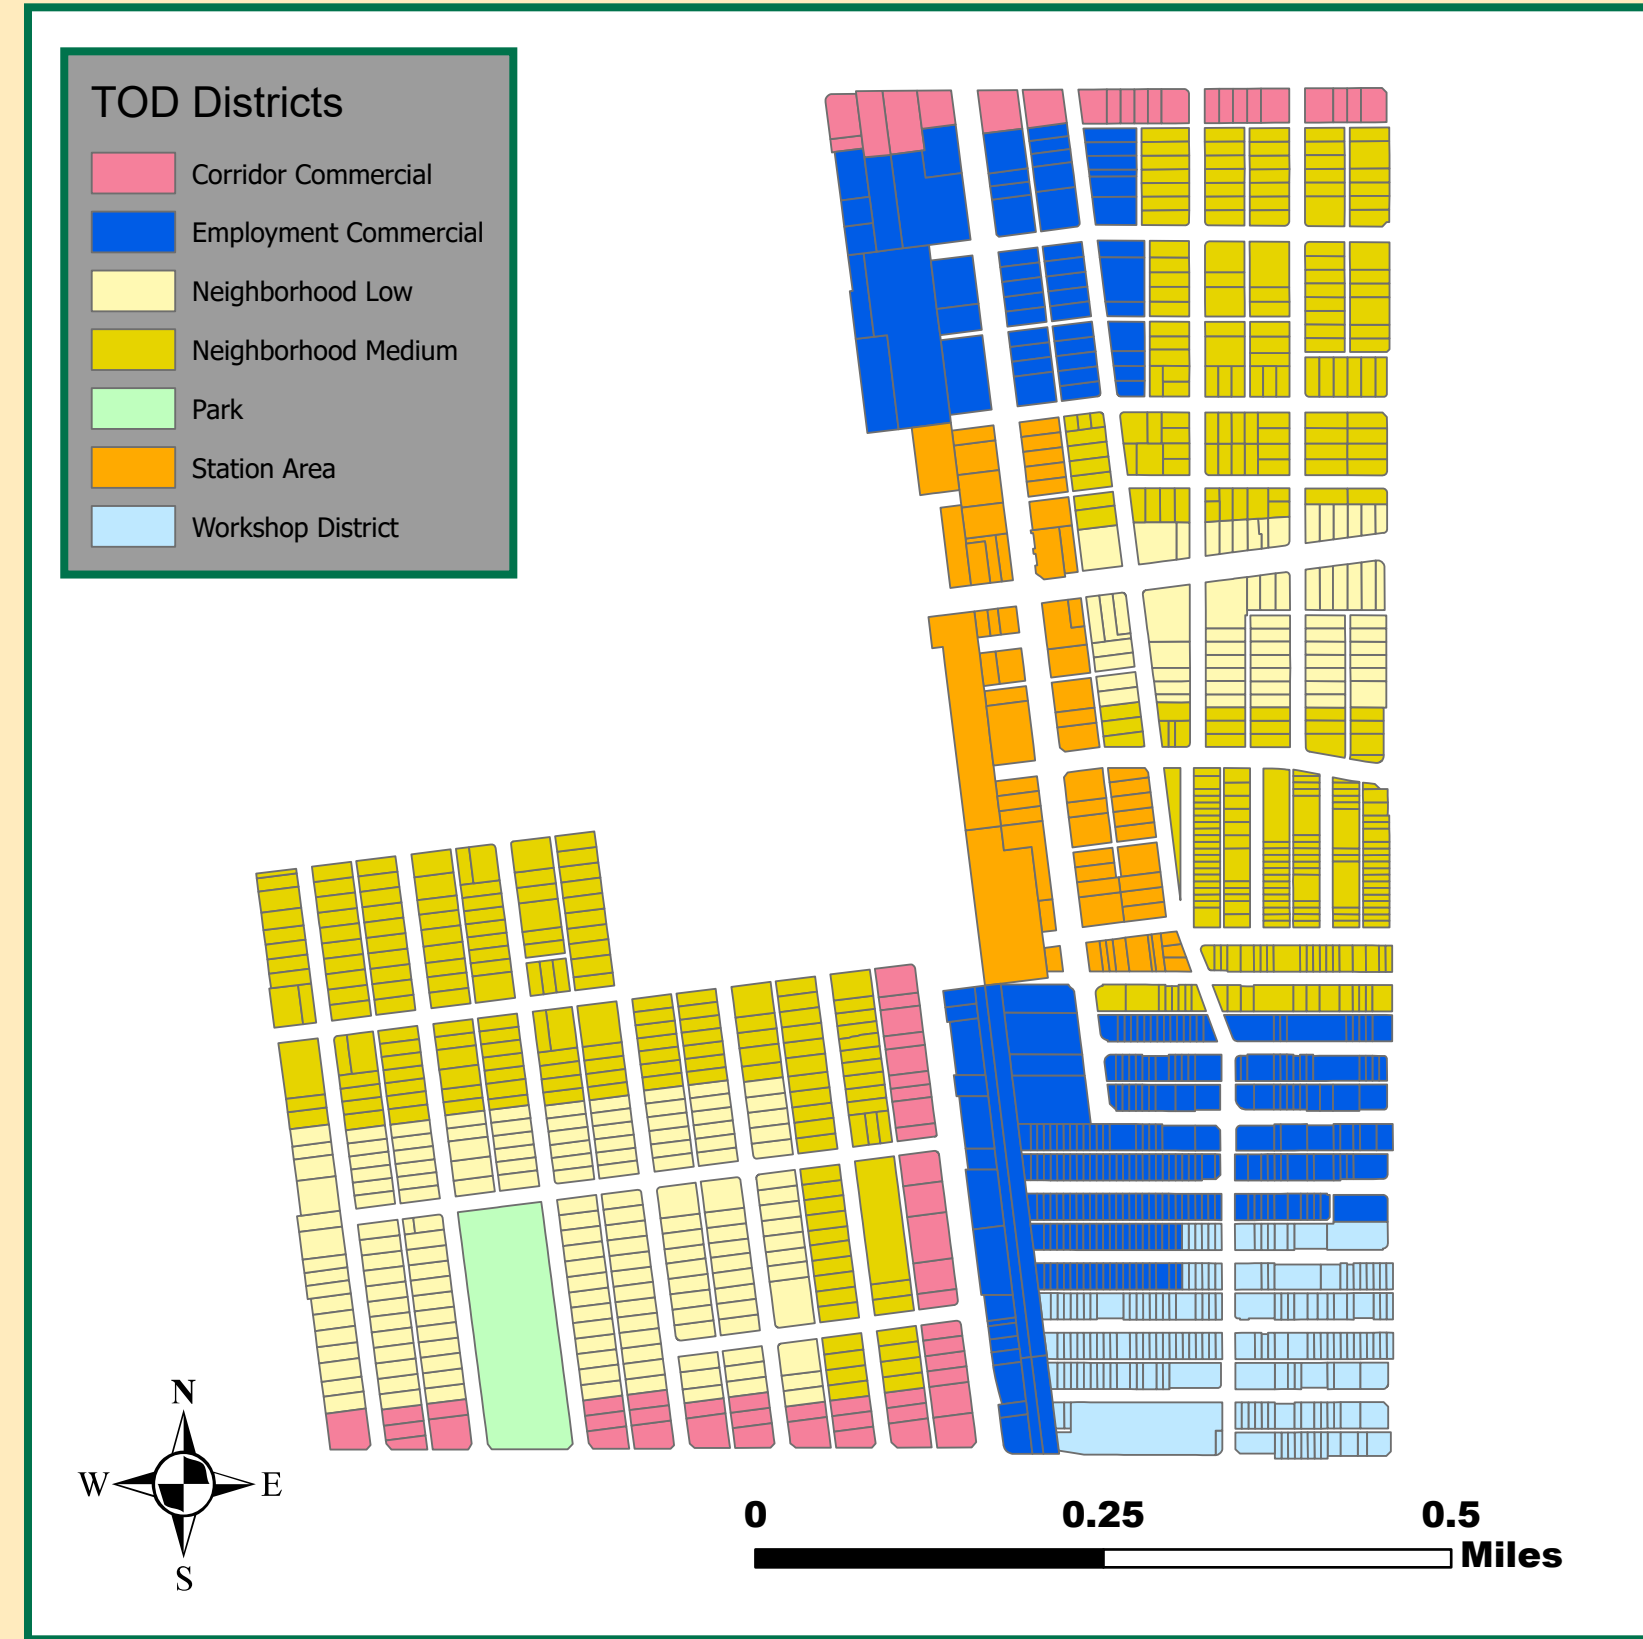 TOD Districts
Corridor Commercial
Employment Commercial
Neighborhood Low
Neighborhood Medium
Park
Station Area
Workshop District
N
W E
S
0 0.25 0.5
Miles